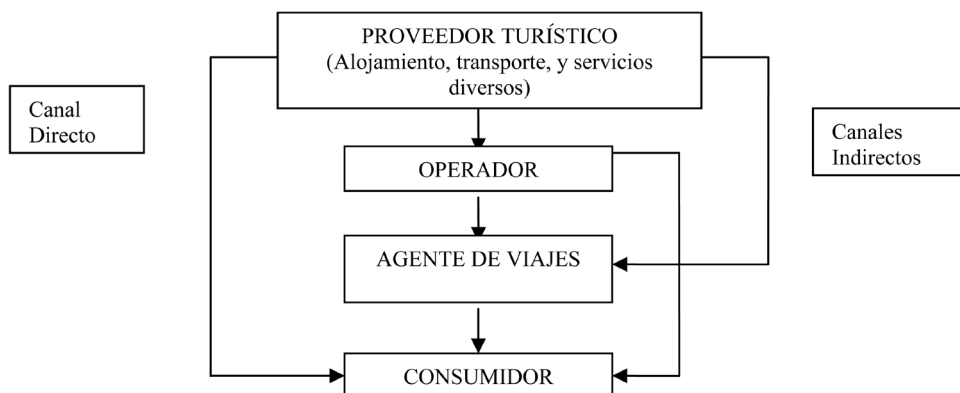 PROVEEDOR TURÍSTICO
(Alojamiento, transporte, y servicios
diversos)
Canal
Directo
Canales
Indirectos
OPERADOR
AGENTE DE VIAJES
CONSUMIDOR